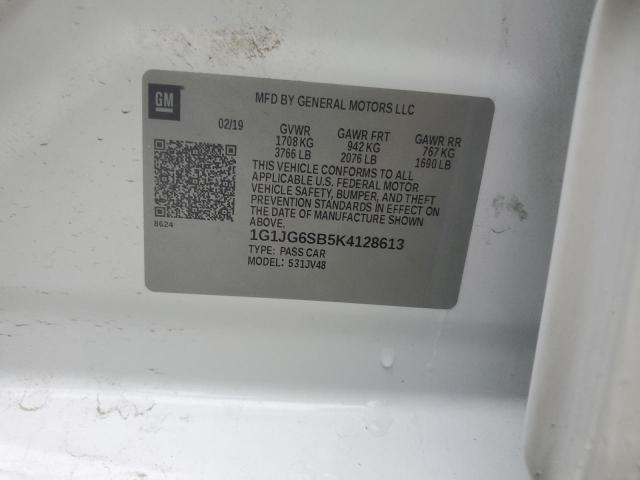 GM
MFD BY GENERAL MOTORS LLC
02/19 GVWR GAWR FRT GAWR RR
1708 KG 942 KG 767 KG
3766 LB 2076 LB 1690 LB
THIS VEHICLE CONFORMS TO ALL
APPLICABLE U.S. FEDERAL MOTOR
VEHICLE SAFETY, BUMPER, AND THEFT
PREVENTION STANDARDS IN EFFECT
ON THE DATE OF MANUFACTURE SHOWN
ABOVE.
8624
1G1JG6SB5K4128613
TYPE: PASS CAR
MODEL: 531JV48